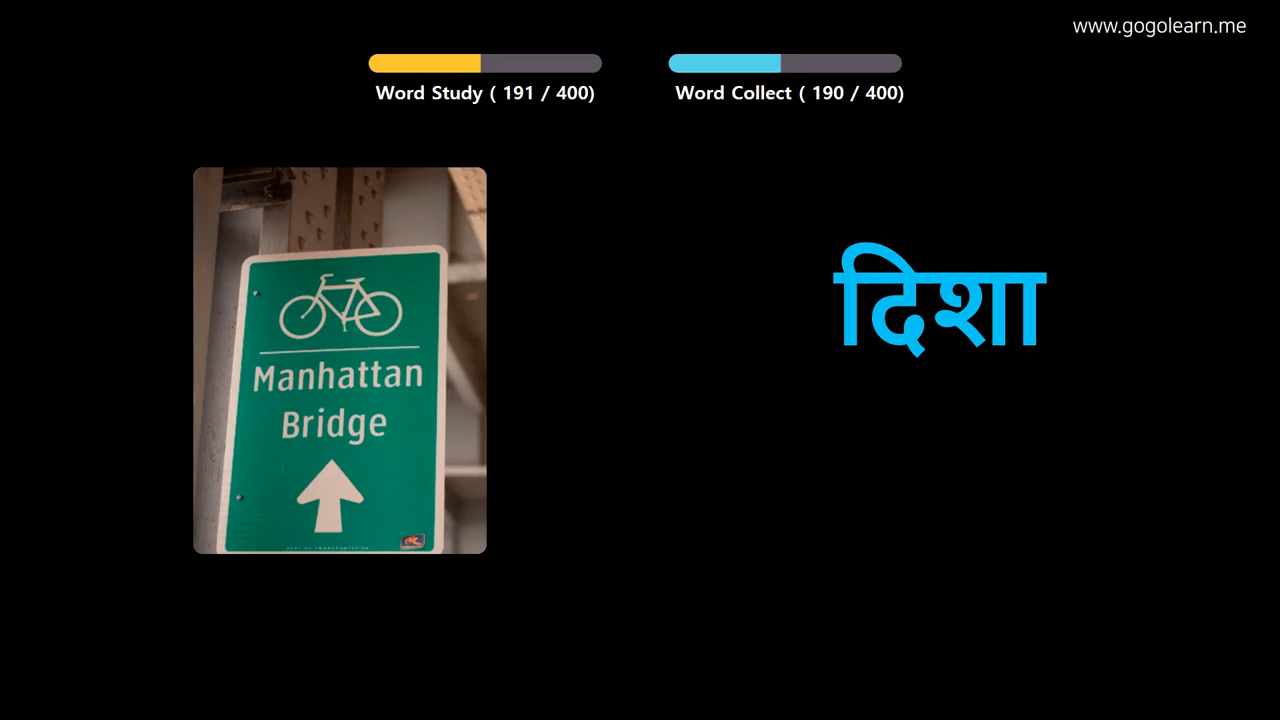 www.gogolearn.me
Word Study ( 191 / 400)
Word Collect ( 190 / 400)
दिशा
Manhattan
Bridge